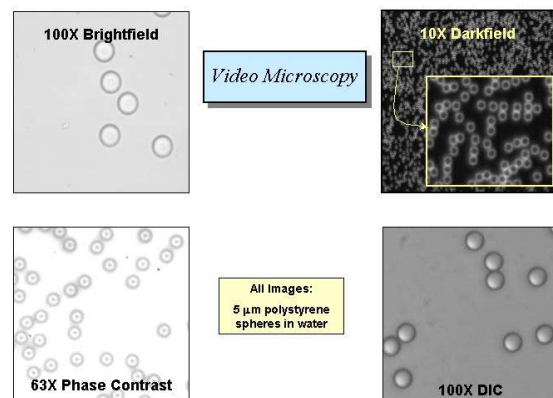 100X Brightfield
Video Microscopy
10X Darkfield
All Images:
5 μm polystyrene
spheres in water
63X Phase Contrast
100X DIC